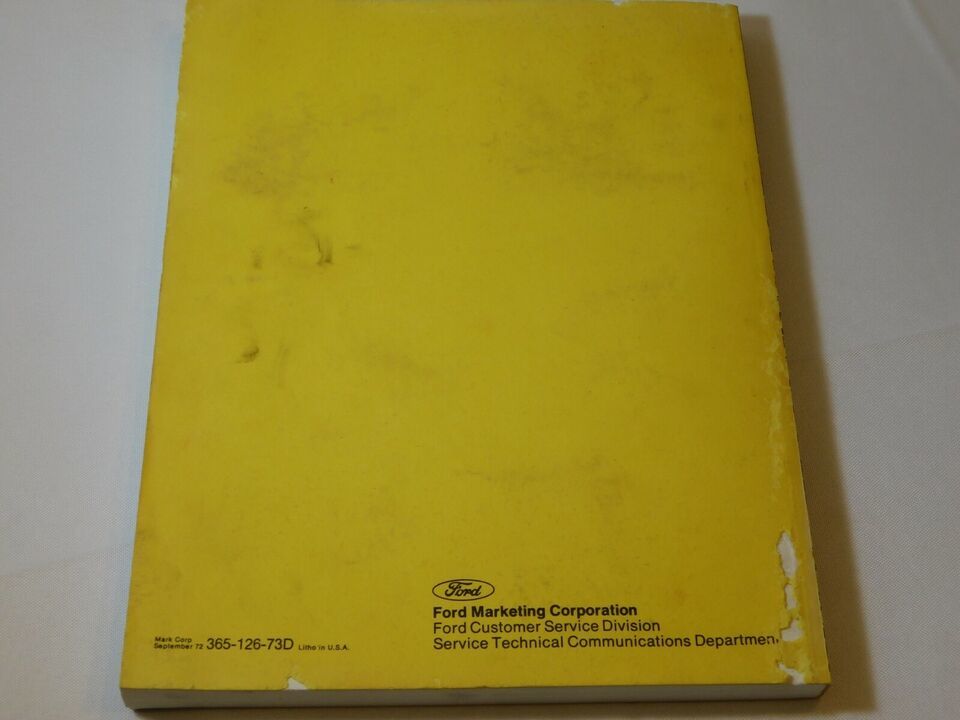 Ford
Ford Marketing Corporation
Ford Customer Service Division
Service Technical Communications Departmen
Mark Corp
September 72 365-126-73D Litho in U.S.A.